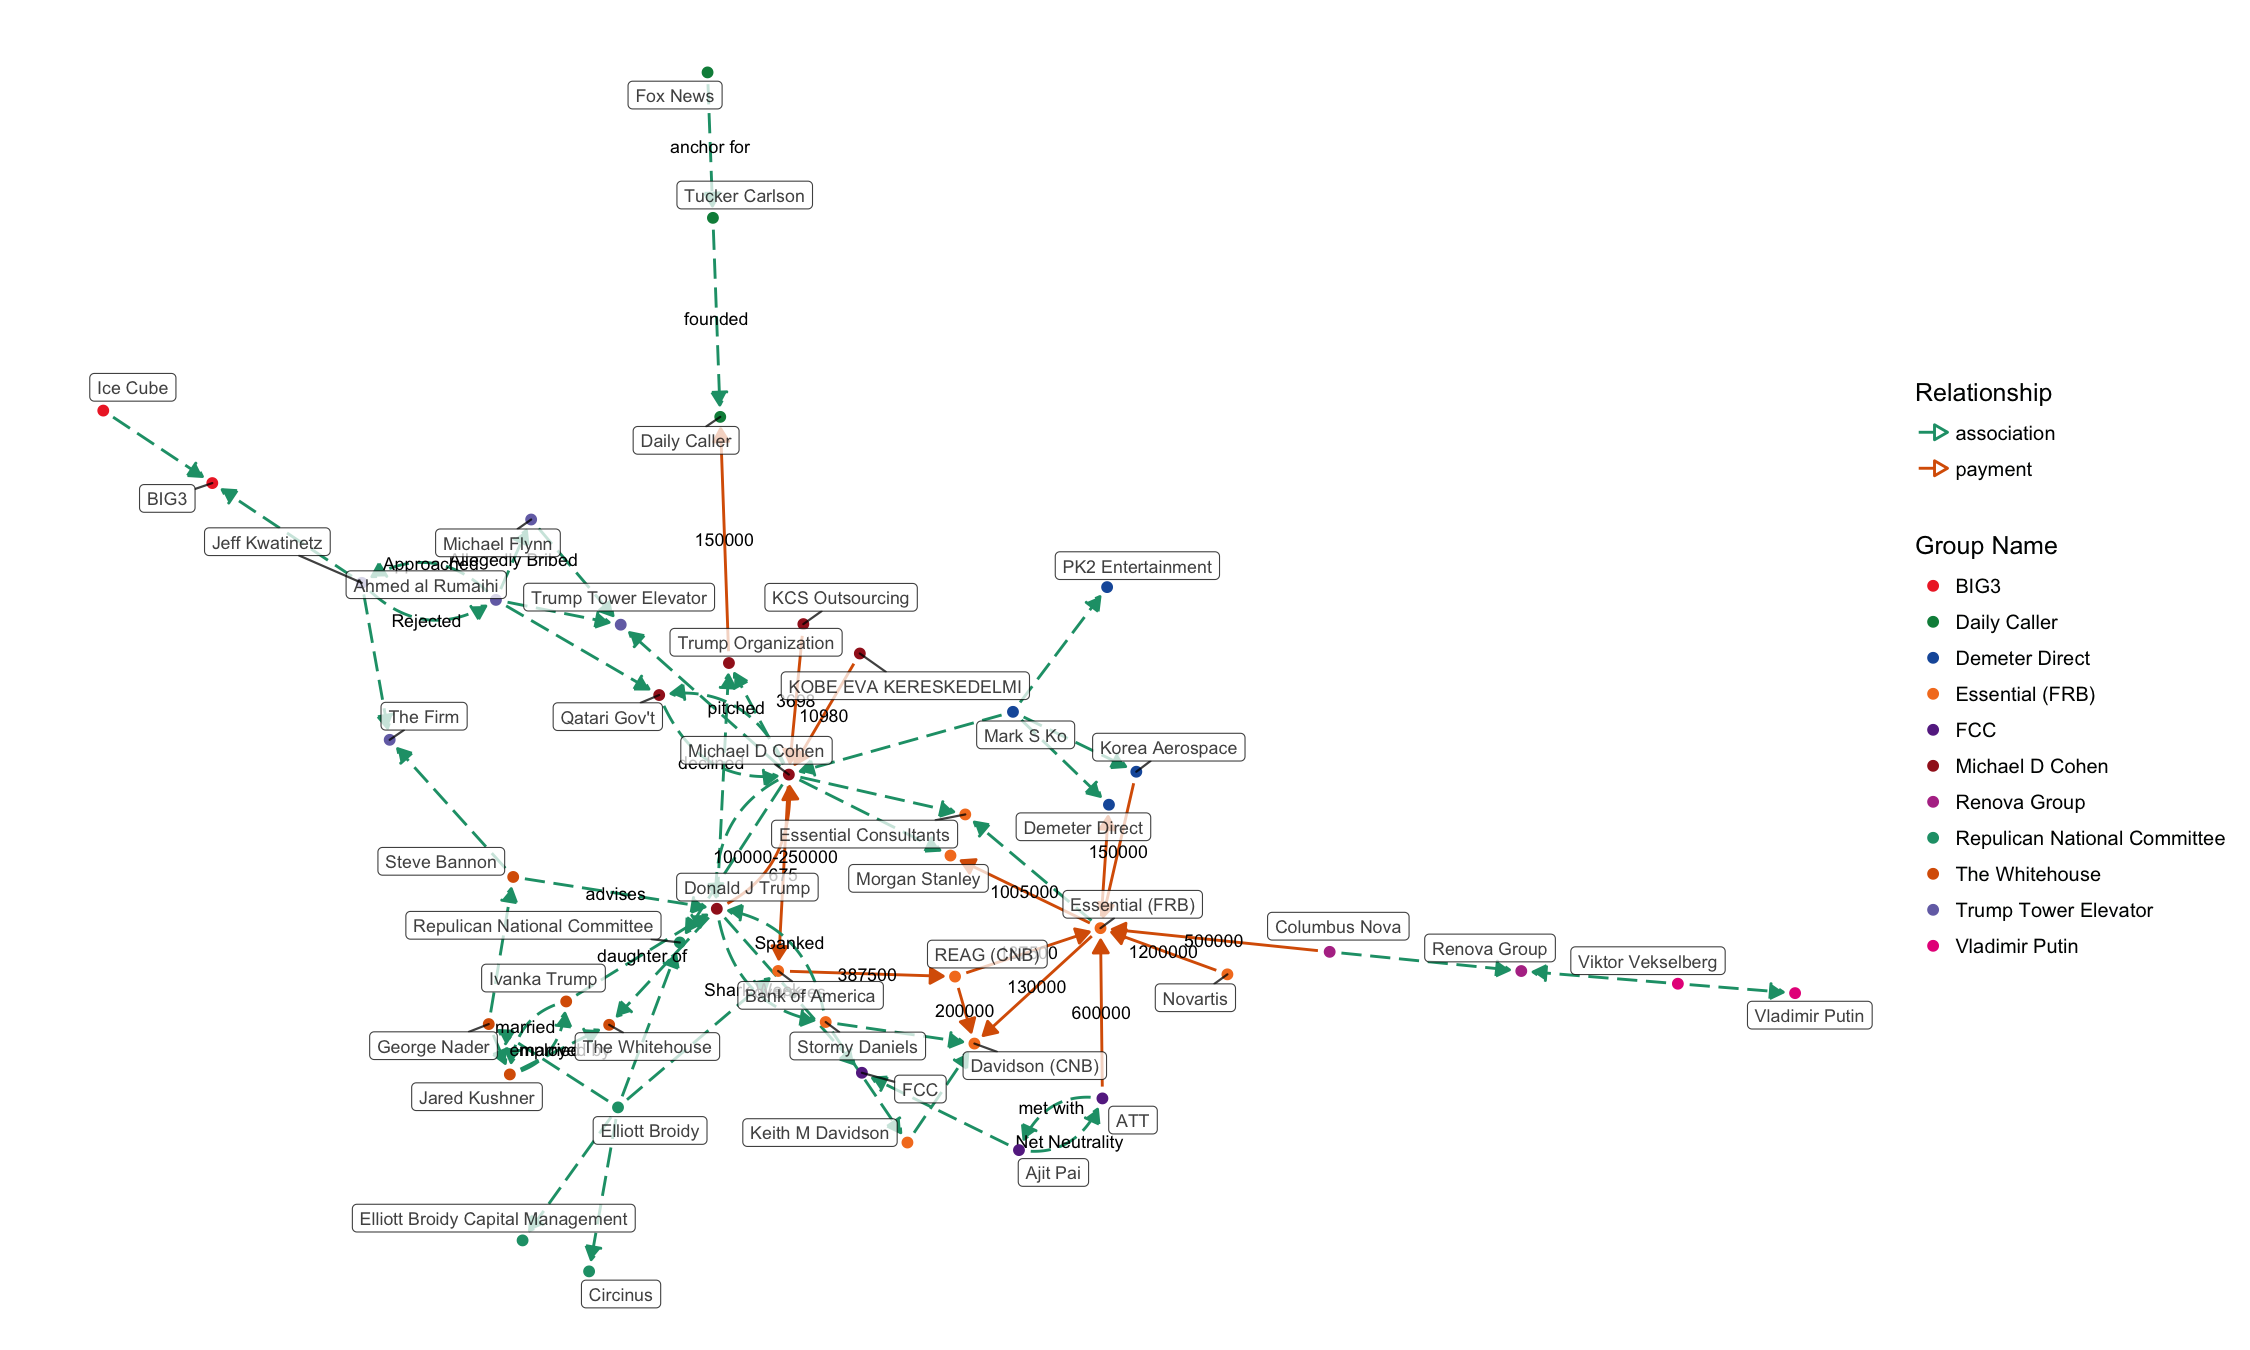 Fox News
anchor for
Tucker Carlson
founded
Ice Cube
Daily Caller
BIG3
Jeff Kwatinetz
Michael Flynn
150000
Approached
Allegedly Bribed
PK2 Entertainment
Ahmed al Rumaihi
Trump Tower Elevator
KCS Outsourcing
Rejected
Trump Organization
KOBE EVA KERESKEDELMI
3698
The Firm
Qatari Gov't
pitched
10980
Mark S Ko
Michael D Cohen
Korea Aerospace
declined
Essential Consultants
Demeter Direct
100000-250000
150000
Steve Bannon
675
Donald J Trump
Morgan Stanley
1005000
advises
Essential (FRB)
Repulican National Committee
Columbus Nova
Spanked
REAG (CNB)
500000
1200000
Renova Group
daughter of
Viktor Vekselberg
Ivanka Trump
387500
130000
Bank of America
Novartis
200000
600000
Vladimir Putin
married
George Nader
The Whitehouse
Stormy Daniels
Davidson (CNB)
Jared Kushner
FCC
met with
ATT
Elliott Broidy
Keith M Davidson
Net Neutrality
Ajit Pai
Elliott Broidy Capital Management
Circinus
Relationship
association
payment
Group Name
BIG3
Daily Caller
Demeter Direct
Essential (FRB)
FCC
Michael D Cohen
Renova Group
Repulican National Committee
The Whitehouse
Trump Tower Elevator
Vladimir Putin